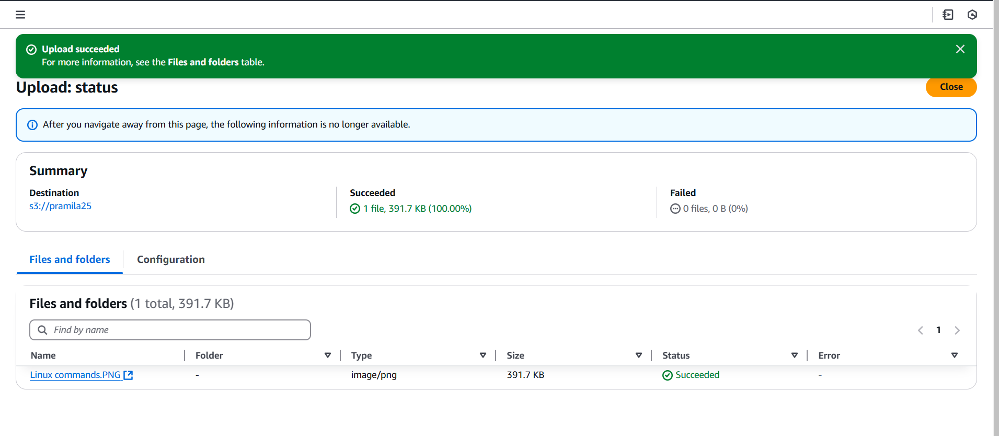 Upload succeeded
For more information, see the Files and folders table.
Upload: status
Close
After you navigate away from this page, the following information is no longer available.
Summary
Destination
s3://pramila25
Succeeded
1 file, 391.7 KB (100.00%)
Failed
0 files, 0 B (0%)
Files and folders
Configuration
Files and folders (1 total, 391.7 KB)
Find by name
1
Name Folder Type Size Status Error
Linux commands.PNG - image/png 391.7 KB Succeeded -